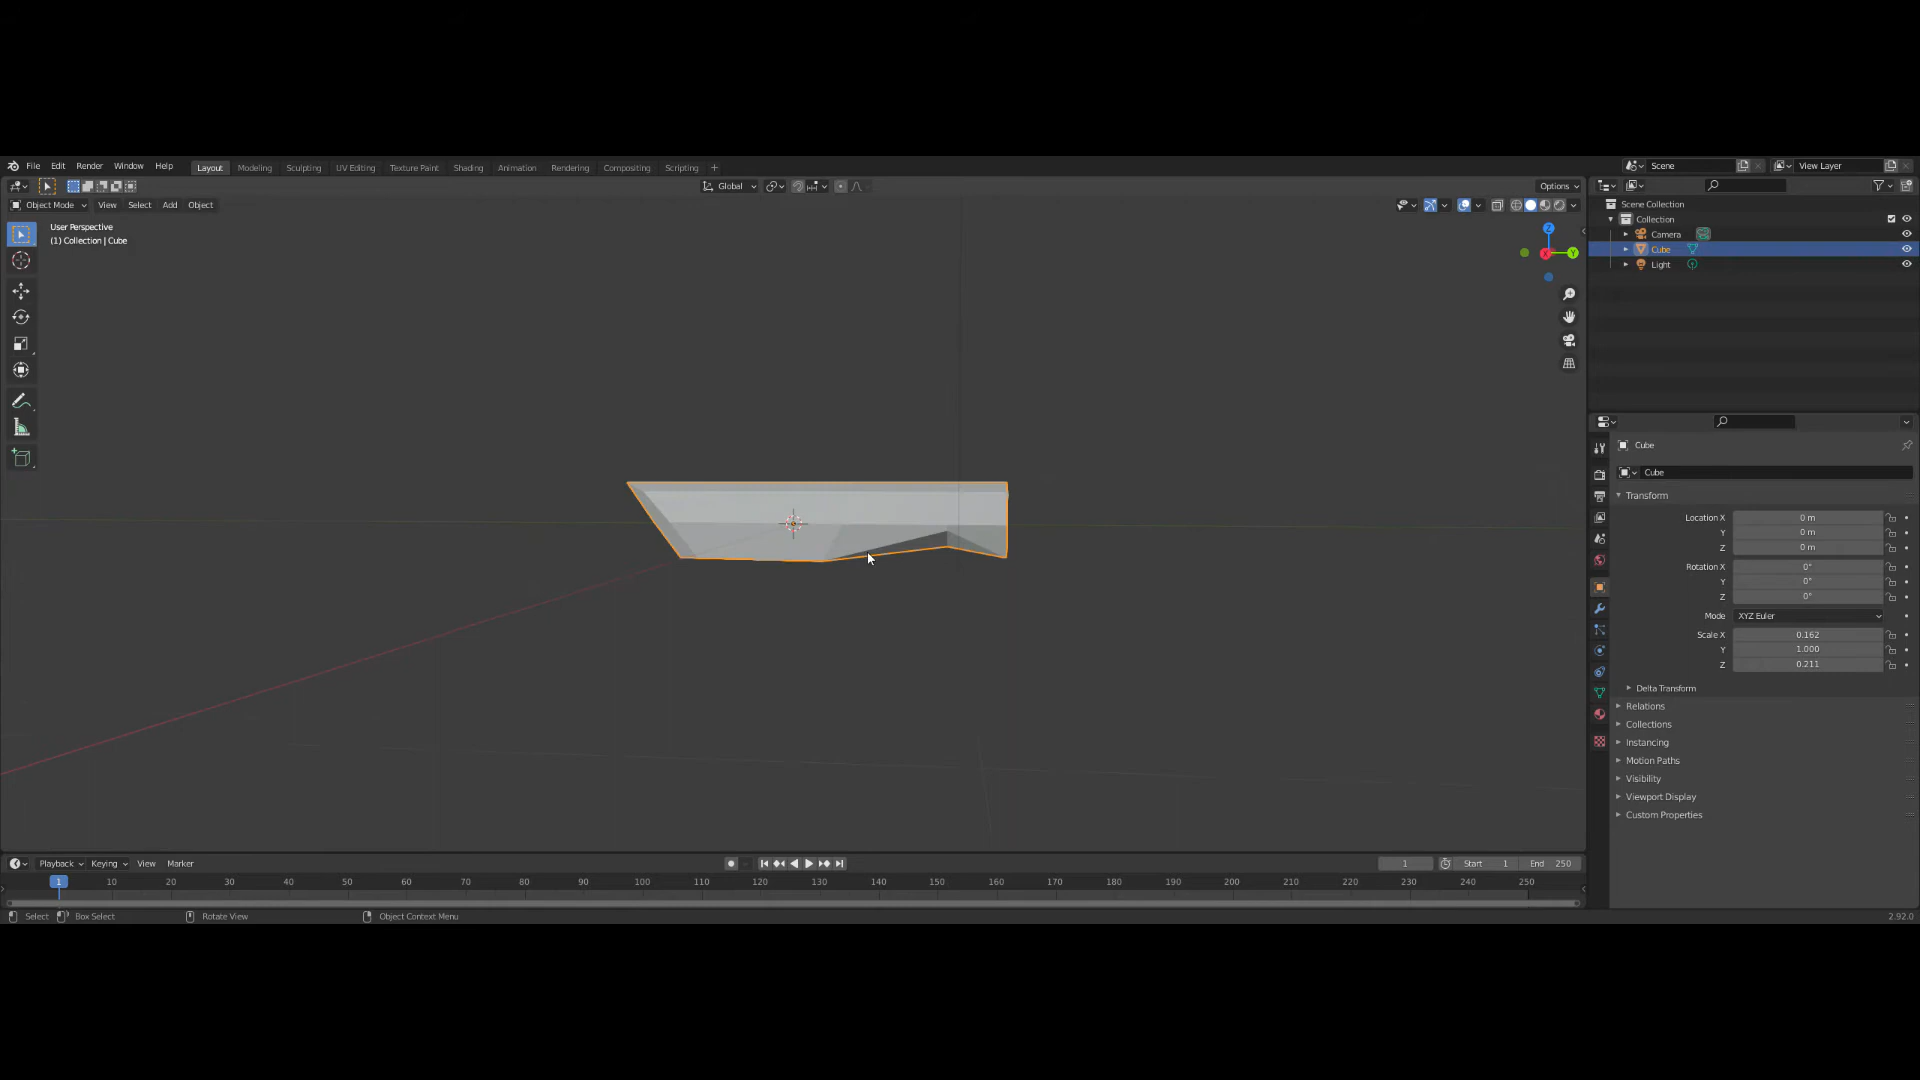 File Edit Render Window Help Layout Modeling Sculpting UV Editing Texture Paint Shading Animation Rendering Compositing Scripting + Scene View Layer
Global Options
Object Mode View Select Add Object
User Perspective
(1) Collection | Cube
Z
X
Y
Scene Collection
Collection
Camera
Cube
Light
Cube
Cube
Transform
Location X 0 m
Y 0 m
Z 0 m
Rotation X 0°
Y 0°
Z 0°
Mode XYZ Euler
Scale X 0.162
Y 1.000
Z 0.211
Delta Transform
Relations
Collections
Instancing
Motion Paths
Visibility
Viewport Display
Custom Properties
Playback Keying View Marker 1 Start 1 End 250
1 10 20 30 40 50 60 70 80 90 100 110 120 130 140 150 160 170 180 190 200 210 220 230 240 250
Select Box Select Rotate View Object Context Menu 2.92.0